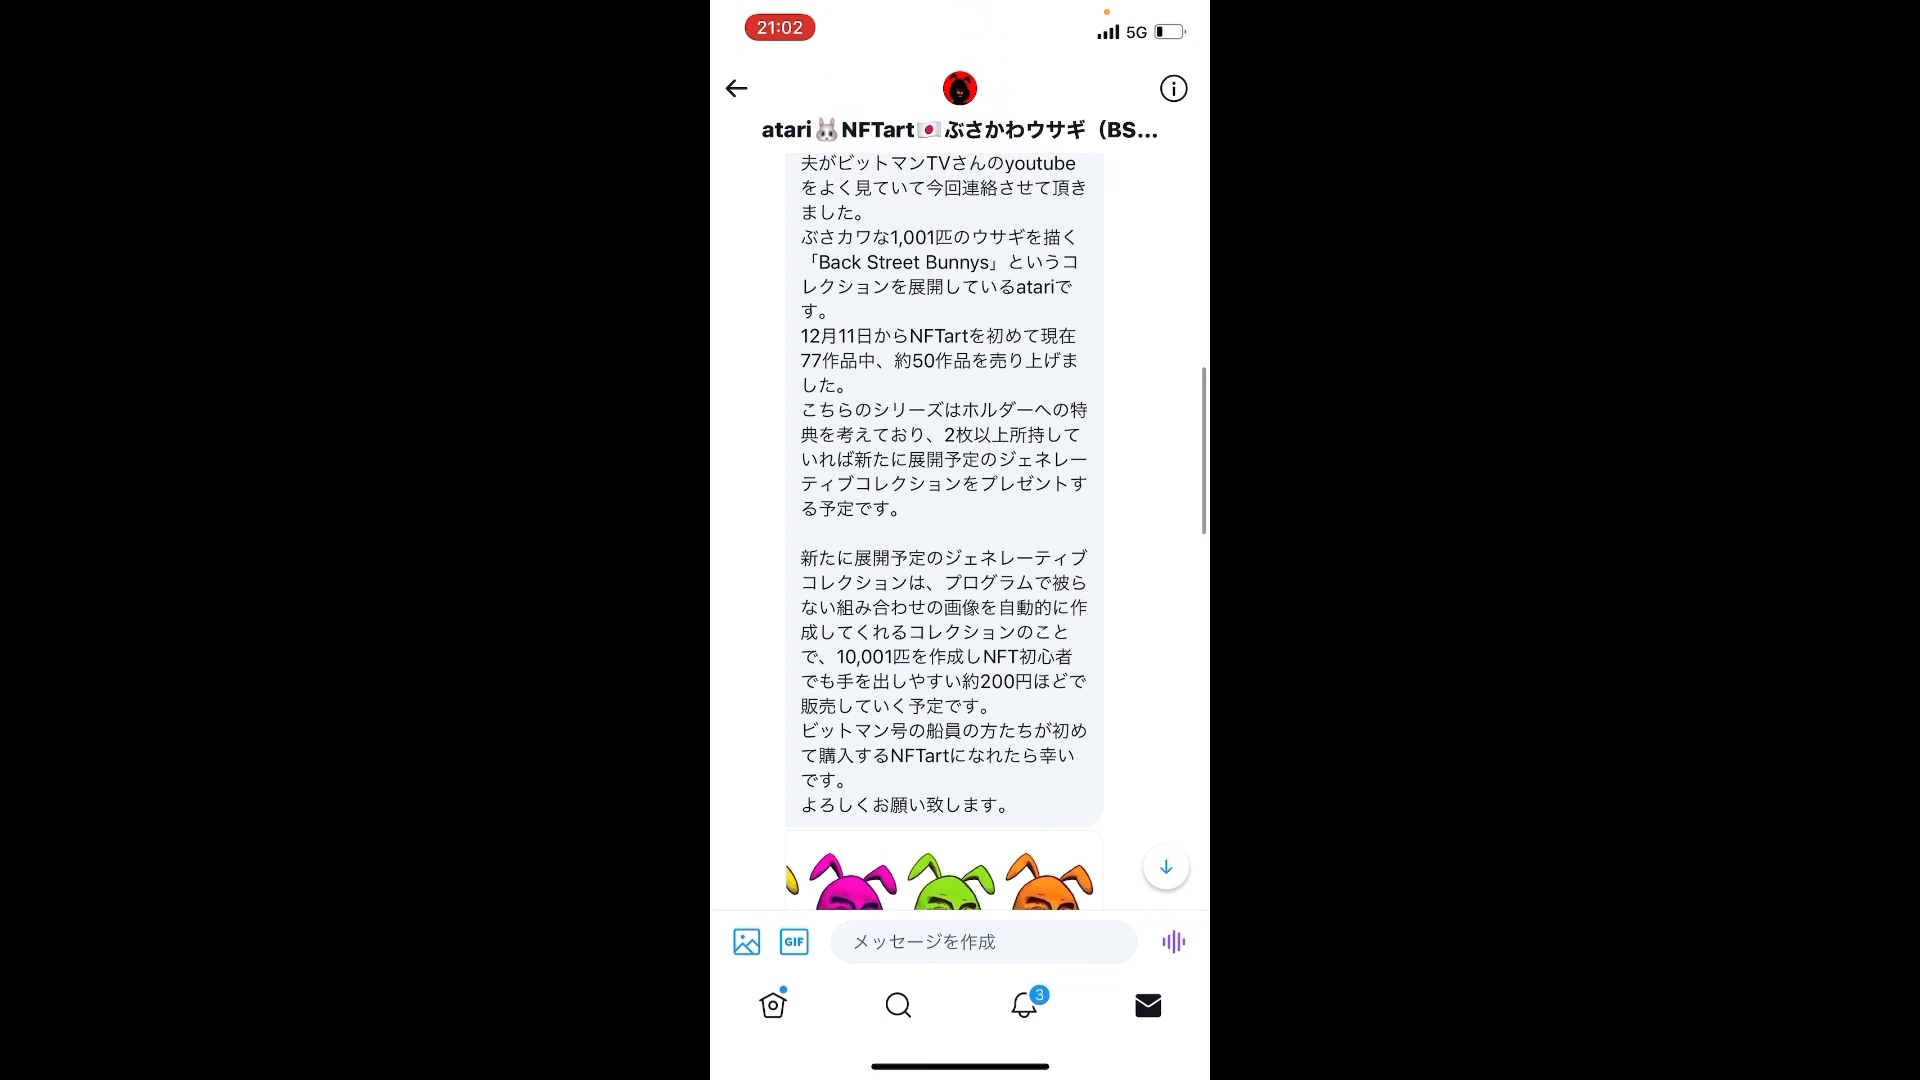 21:02
5G
atari🐰NFTart🇯🇵ぶさかわウサギ（BS...
夫がビットマンTVさんのyoutube
をよく見ていて今回連絡させて頂き
ました。
ぶさカワな1,001匹のウサギを描く
「Back Street Bunnys」というコ
レクションを展開しているatariで
す。
12月11日からNFTartを初めて現在
77作品中、約50作品を売り上げま
した。
こちらのシリーズはホルダーへの特
典を考えており、2枚以上所持して
いれば新たに展開予定のジェネレー
ティブコレクションをプレゼントす
る予定です。
新たに展開予定のジェネレーティブ
コレクションは、プログラムで被ら
ない組み合わせの画像を自動的に作
成してくれるコレクションのこと
で、10,001匹を作成しNFT初心者
でも手を出しやすい約200円ほどで
販売していく予定です。
ビットマン号の船員の方たちが初め
て購入するNFTartになれたら幸い
です。
よろしくお願い致します。
GIF
メッセージを作成
3